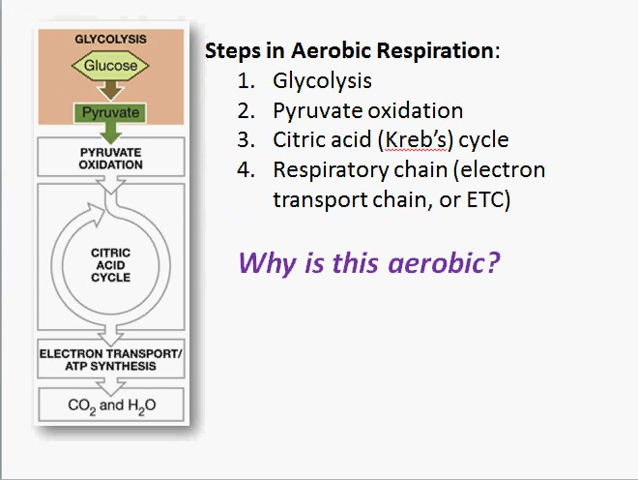 GLYCOLYSIS
Glucose
Pyruvate
PYRUVATE
OXIDATION
CITRIC
ACID
CYCLE
ELECTRON TRANSPORT/
ATP SYNTHESIS
CO₂ and H₂O
Steps in Aerobic Respiration:
1. Glycolysis
2. Pyruvate oxidation
3. Citric acid (Kreb's) cycle
4. Respiratory chain (electron
transport chain, or ETC)
Why is this aerobic?